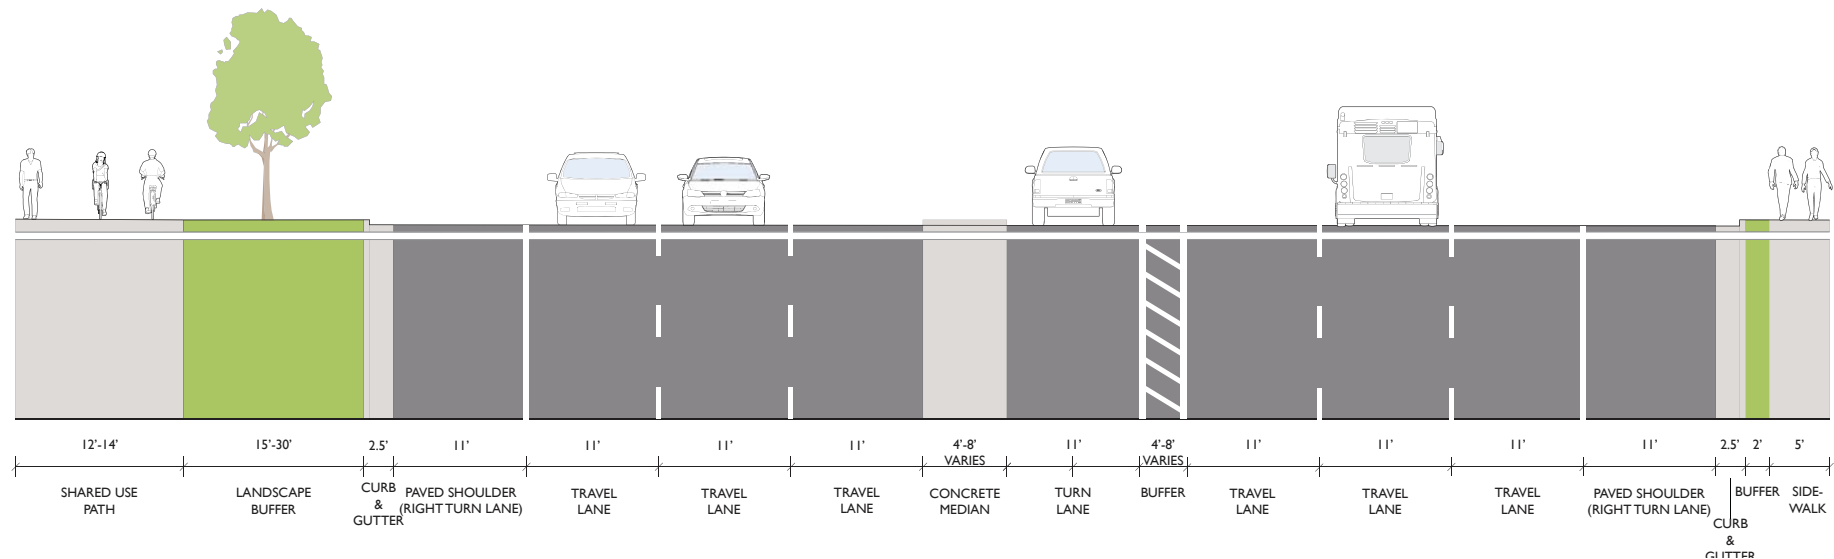 12'-14'
15'-30'
2.5'
11'
11'
11'
11'
4'-8'
VARIES
11'
4'-8'
VARIES
11'
11'
11'
11'
2.5'
2'
5'
SHARED USE
PATH
LANDSCAPE
BUFFER
CURB
&
GUTTER
PAVED SHOULDER
(RIGHT TURN LANE)
TRAVEL
LANE
TRAVEL
LANE
TRAVEL
LANE
CONCRETE
MEDIAN
TURN
LANE
BUFFER
TRAVEL
LANE
TRAVEL
LANE
TRAVEL
LANE
PAVED SHOULDER
(RIGHT TURN LANE)
CURB
&
GUTTER
BUFFER
SIDE-
WALK